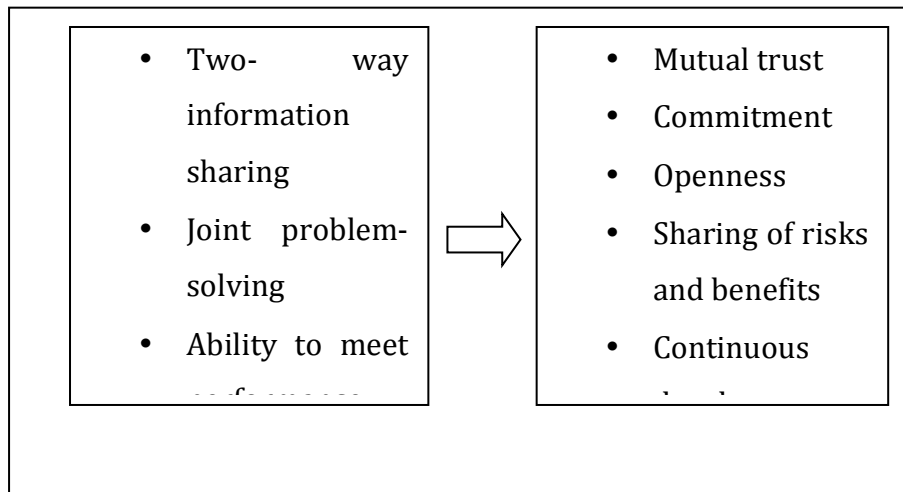 • Two- way
information
sharing
• Joint problem-
solving
• Ability to meet
• Mutual trust
• Commitment
• Openness
• Sharing of risks
and benefits
• Continuous